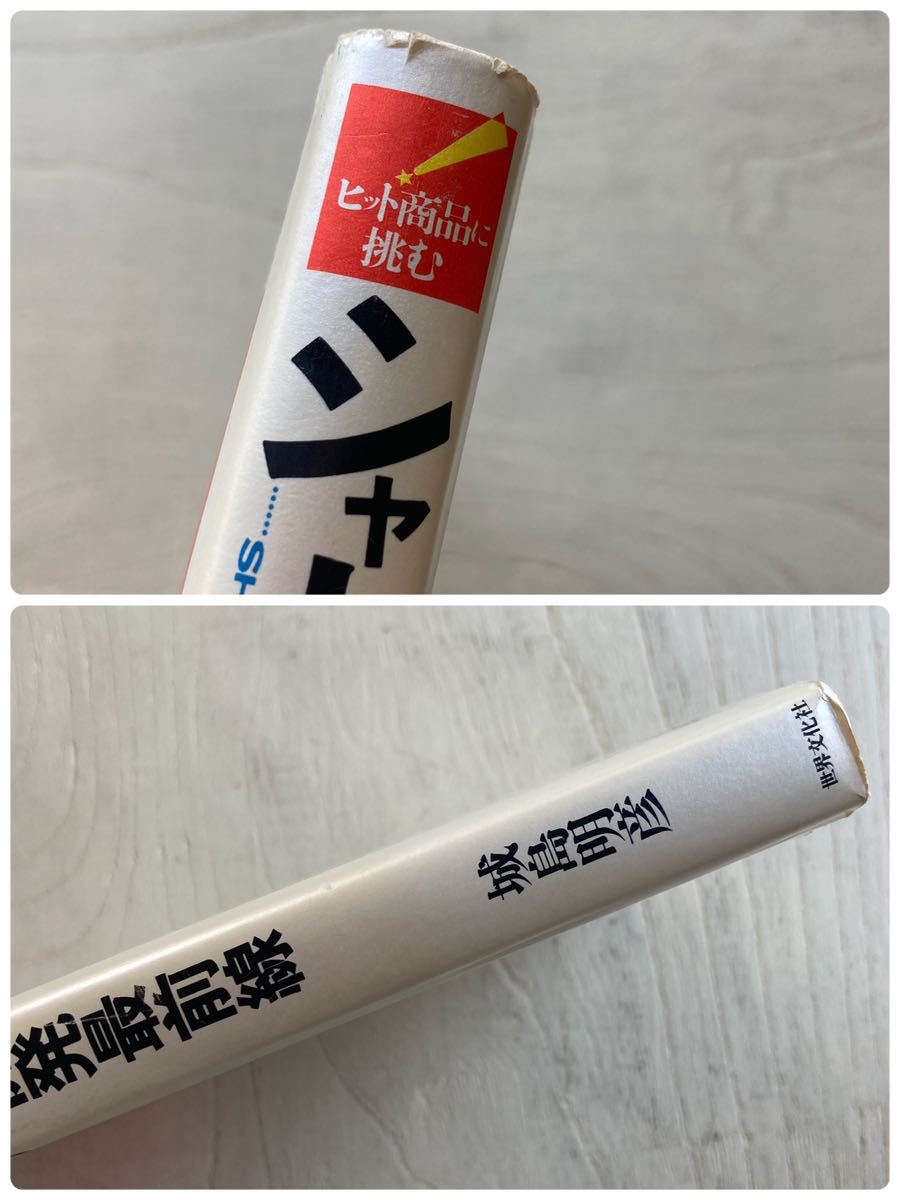 ヒット商品に
挑む
シャ
……SH
発最前線
城島明彦
世界文化社